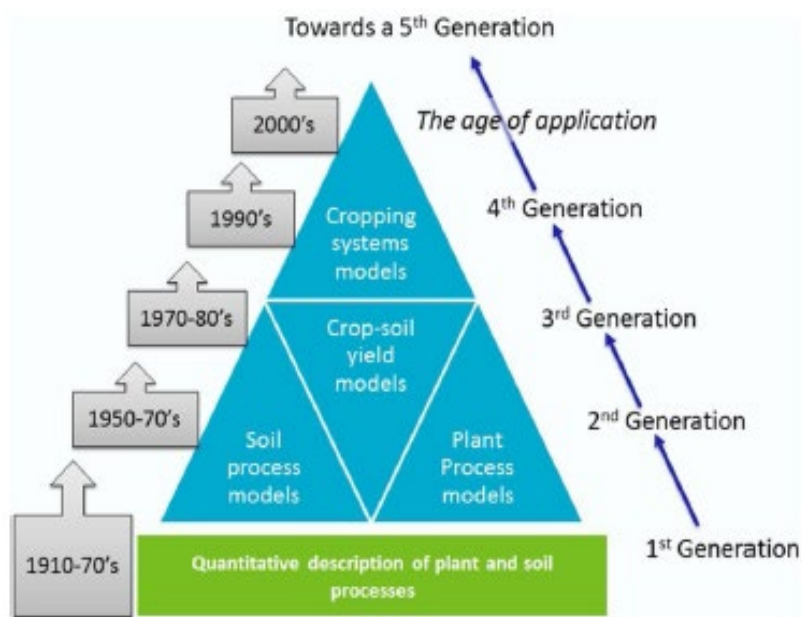 Towards a 5th Generation
2000's
The age of application
1990's
4th Generation
Cropping
systems
models
1970-80's
3rd Generation
Crop-soil
yield
models
1950-70's
2nd Generation
Soil
process
models
Plant
Process
models
1st Generation
1910-70's
Quantitative description of plant and soil
processes